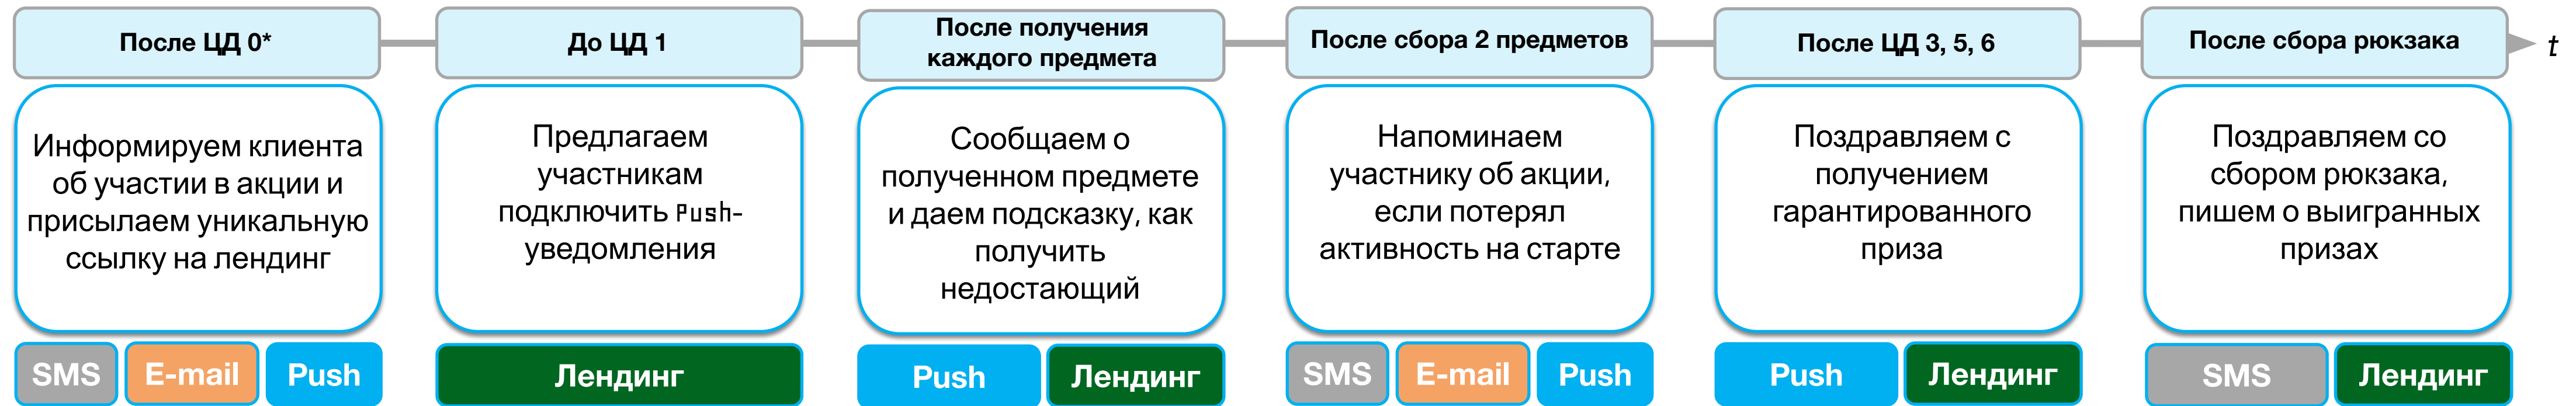 После ЦД 0*
Информируем клиента
об участии в акции и
присылаем уникальную
ссылку на лендинг
SMS
E-mail
Push
До ЦД 1
Предлагаем
участникам
подключить Push-
уведомления
Лендинг
После получения
каждого предмета
Сообщаем о
полученном предмете
и даем подсказку, как
получить
недостающий
Push
Лендинг
После сбора 2 предметов
Напоминаем
участнику об акции,
если потерял
активность на старте
SMS
E-mail
Push
После ЦД 3, 5, 6
Поздравляем с
получением
гарантированного
приза
Push
Лендинг
После сбора рюкзака
Поздравляем со
сбором рюкзака,
пишем о выигранных
призах
SMS
Лендинг
t